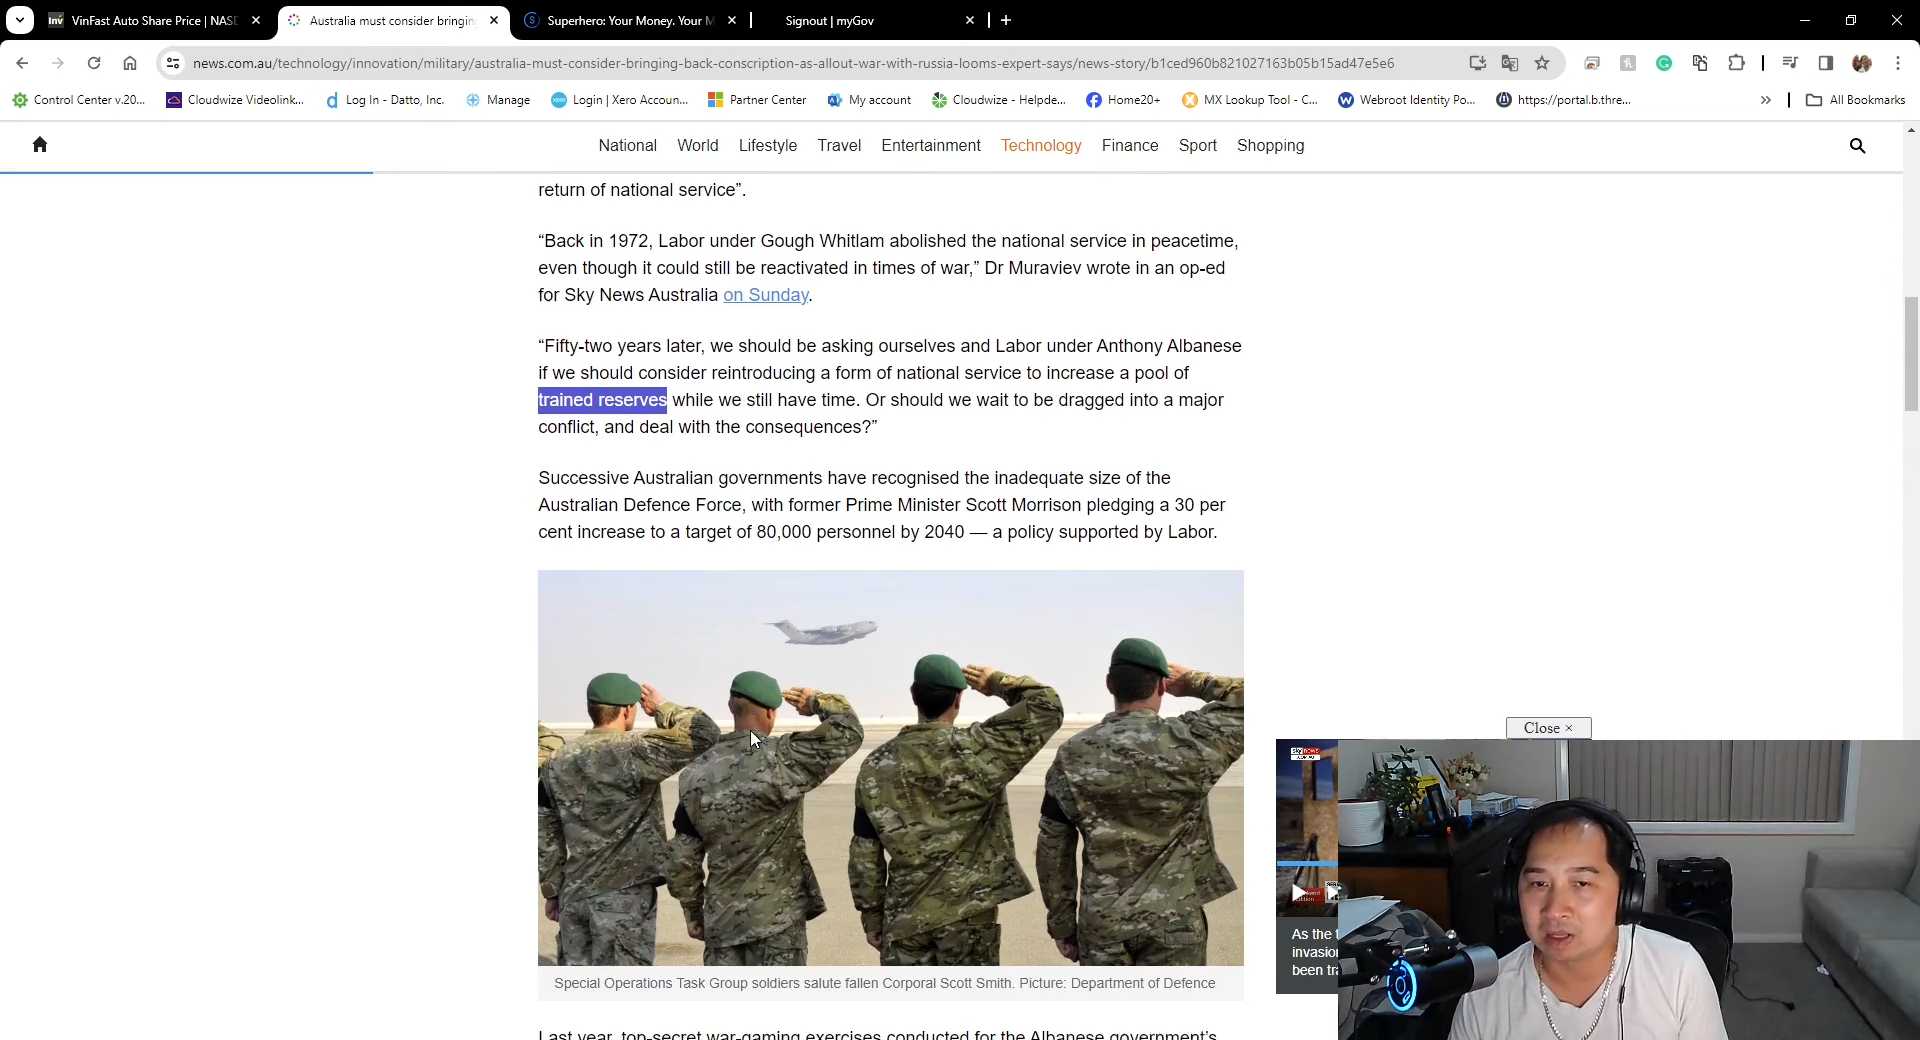 VinFast Auto Share Price | NASD
Australia must consider bringing
Superhero: Your Money. Your M
Signout | myGov
news.com.au/technology/innovation/military/australia-must-consider-bringing-back-conscription-as-allout-war-with-russia-looms-expert-says/news-story/b1ced960b821027163b05b15ad47e5e6
Control Center v.20...
Cloudwize Videolink...
Log In - Datto, Inc.
Manage
Login | Xero Accoun...
Partner Center
My account
Cloudwize - Helpde...
Home20+
MX Lookup Tool - C...
Webroot Identity Po...
https://portal.b.thre...
All Bookmarks
National World Lifestyle Travel Entertainment Technology Finance Sport Shopping
return of national service”.
“Back in 1972, Labor under Gough Whitlam abolished the national service in peacetime,
even though it could still be reactivated in times of war,” Dr Muraviev wrote in an op-ed
for Sky News Australia on Sunday.
“Fifty-two years later, we should be asking ourselves and Labor under Anthony Albanese
if we should consider reintroducing a form of national service to increase a pool of
trained reserves while we still have time. Or should we wait to be dragged into a major
conflict, and deal with the consequences?”
Successive Australian governments have recognised the inadequate size of the
Australian Defence Force, with former Prime Minister Scott Morrison pledging a 30 per
cent increase to a target of 80,000 personnel by 2040 — a policy supported by Labor.
Close ×
sky news
.COM.AU
As the
invasio
been tra
Special Operations Task Group soldiers salute fallen Corporal Scott Smith. Picture: Department of Defence
Last year, top-secret war-gaming exercises conducted for the Albanese government’s